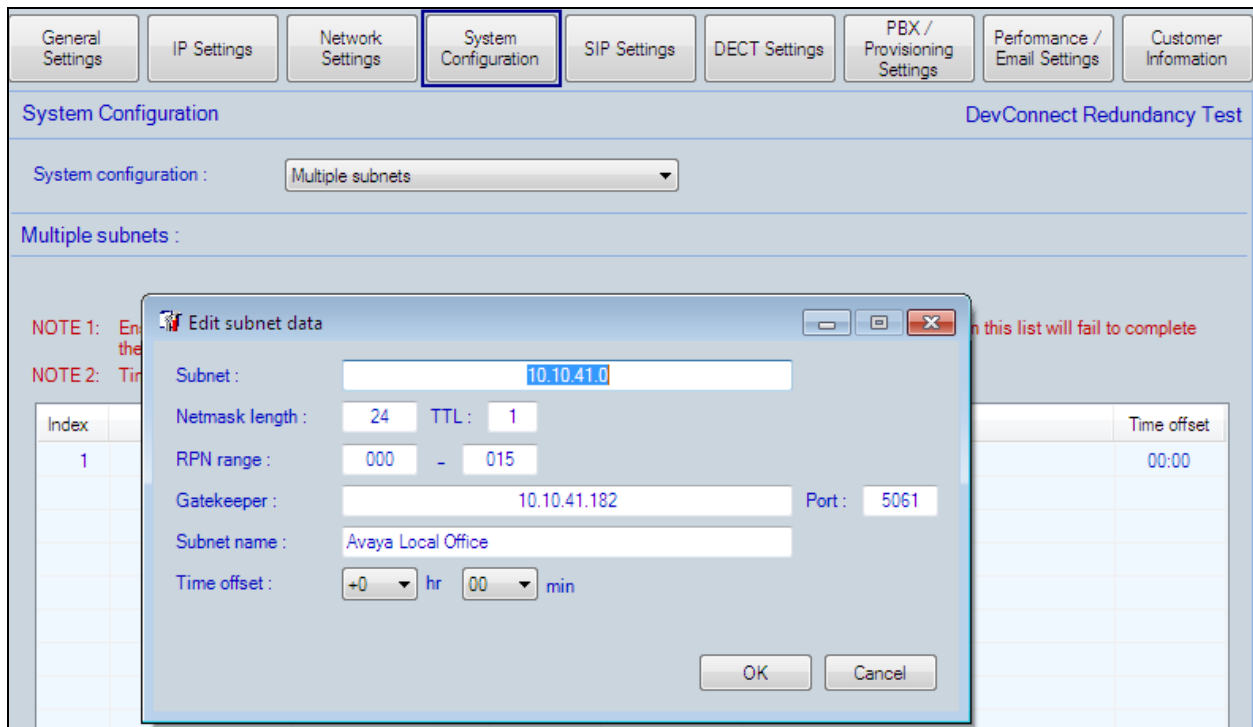 General Settings
IP Settings
Network Settings
System Configuration
SIP Settings
DECT Settings
PBX / Provisioning Settings
Performance / Email Settings
Customer Information
System Configuration DevConnect Redundancy Test
System configuration : Multiple subnets
Multiple subnets :
NOTE 1: this list will fail to complete
NOTE 2:
Edit subnet data
Subnet : 10.10.41.0
Netmask length : 24 TTL : 1
RPN range : 000 - 015
Gatekeeper : 10.10.41.182 Port : 5061
Subnet name : Avaya Local Office
Time offset : +0 hr 00 min
OK Cancel
Index Time offset
1 00:00